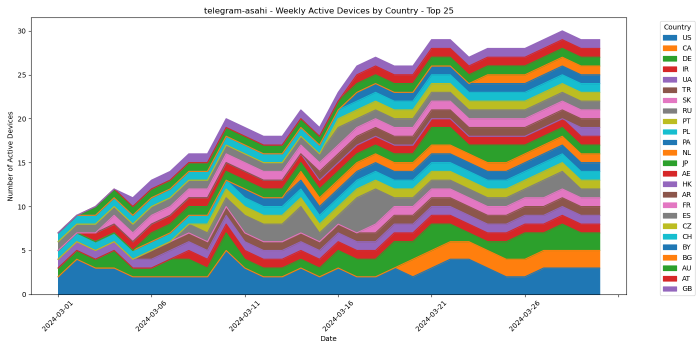 telegram-asahi - Weekly Active Devices by Country - Top 25
Number of Active Devices
30
25
20
15
10
5
0
2024-03-01
2024-03-06
2024-03-11
2024-03-16
2024-03-21
2024-03-26
Date
Country
US
CA
DE
IR
UA
TR
SK
RU
PT
PL
PA
NL
JP
AE
HK
AR
FR
ES
CZ
CH
BY
BG
AU
AT
GB